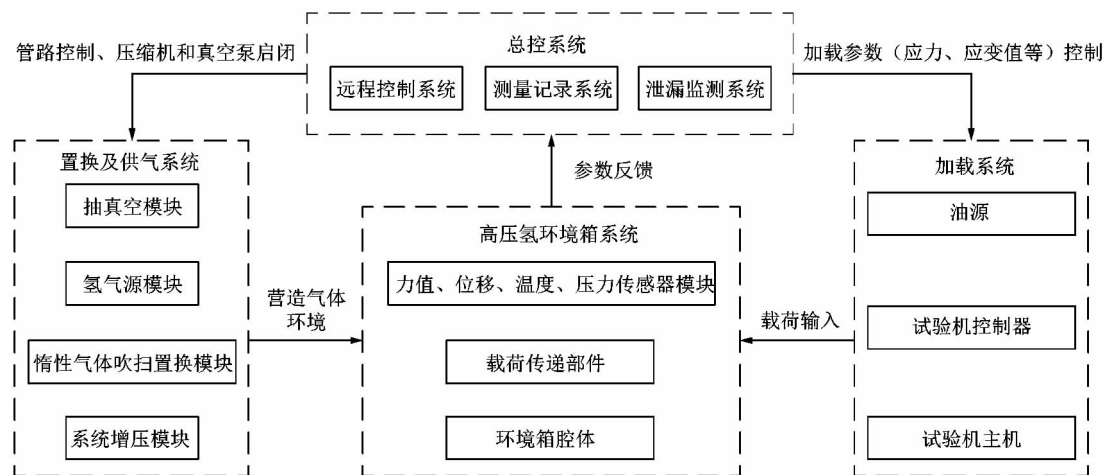 总控系统
管路控制、压缩机和真空泵启闭
加载参数（应力、应变值等）控制
远程控制系统
测量记录系统
泄漏监测系统
置换及供气系统
参数反馈
加载系统
抽真空模块
油源
高压氢环境箱系统
氢气源模块
力值、位移、温度、压力传感器模块
营造气体
环境
载荷输入
试验机控制器
惰性气体吹扫置换模块
载荷传递部件
系统增压模块
环境箱腔体
试验机主机